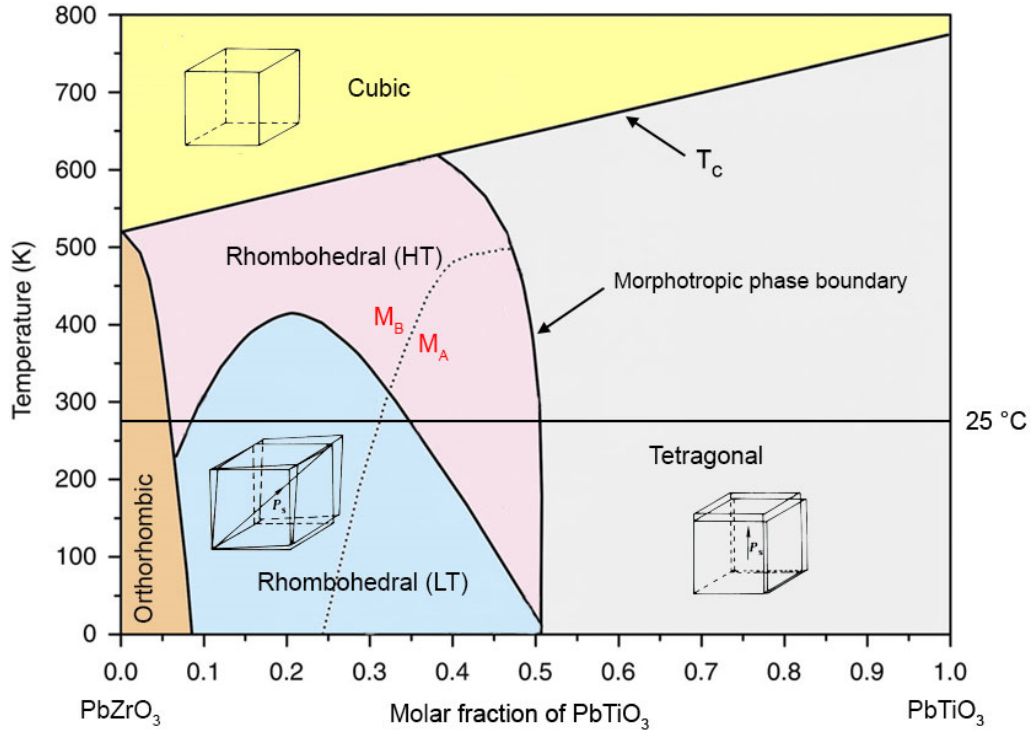 800
700
600
500
400
300
200
100
0
Temperature (K)
Cubic
T_C
Rhombohedral (HT)
Morphotropic phase boundary
M_B
M_A
25 °C
Tetragonal
P_s
P_s
Orthorhombic
Rhombohedral (LT)
0.0 0.1 0.2 0.3 0.4 0.5 0.6 0.7 0.8 0.9 1.0
PbZrO₃ Molar fraction of PbTiO₃ PbTiO₃